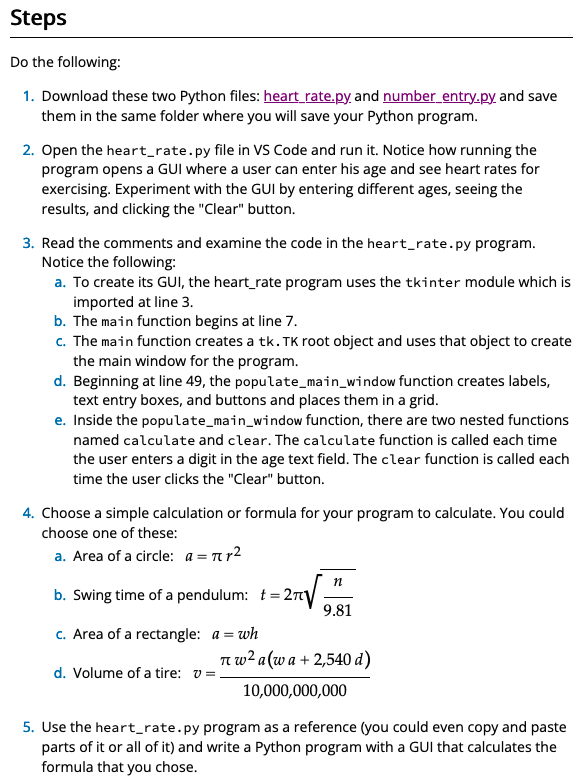 Steps
Do the following:
1. Download these two Python files: heart_rate.py and number_entry.py and save
them in the same folder where you will save your Python program.
2. Open the heart_rate.py file in VS Code and run it. Notice how running the
program opens a GUI where a user can enter his age and see heart rates for
exercising. Experiment with the GUI by entering different ages, seeing the
results, and clicking the "Clear" button.
3. Read the comments and examine the code in the heart_rate.py program.
Notice the following:
a. To create its GUI, the heart_rate program uses the tkinter module which is
imported at line 3.
b. The main function begins at line 7.
c. The main function creates a tk.TK root object and uses that object to create
the main window for the program.
d. Beginning at line 49, the populate_main_window function creates labels,
text entry boxes, and buttons and places them in a grid.
e. Inside the populate_main_window function, there are two nested functions
named calculate and clear. The calculate function is called each time
the user enters a digit in the age text field. The clear function is called each
time the user clicks the "Clear" button.
4. Choose a simple calculation or formula for your program to calculate. You could
choose one of these:
a. Area of a circle: a = π r²
b. Swing time of a pendulum: t = 2π√(n / 9.81)
c. Area of a rectangle: a = wh
d. Volume of a tire: v = π w² a(w a + 2,540 d) / 10,000,000,000
5. Use the heart_rate.py program as a reference (you could even copy and paste
parts of it or all of it) and write a Python program with a GUI that calculates the
formula that you chose.